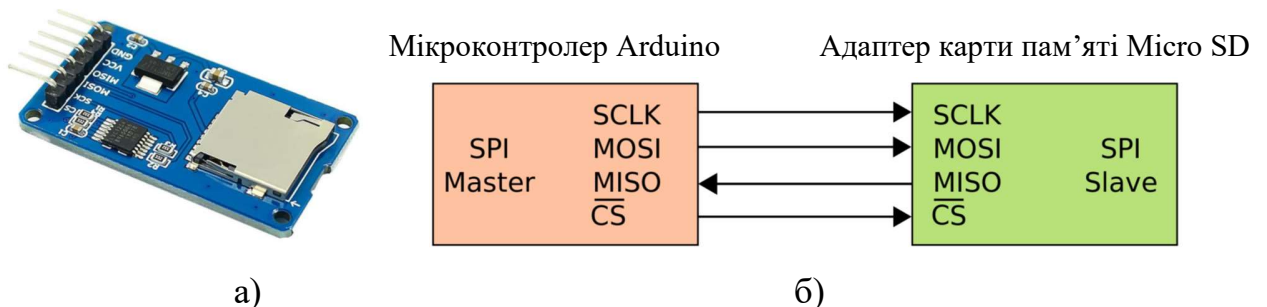 GND
VCC
MISO
MOSI
SCK
CS
Мікроконтролер Arduino
Адаптер карти пам’яті Micro SD
SCLK
MOSI
MISO
CS
SPI
Master
SCLK
MOSI
MISO
CS
SPI
Slave
а)
б)